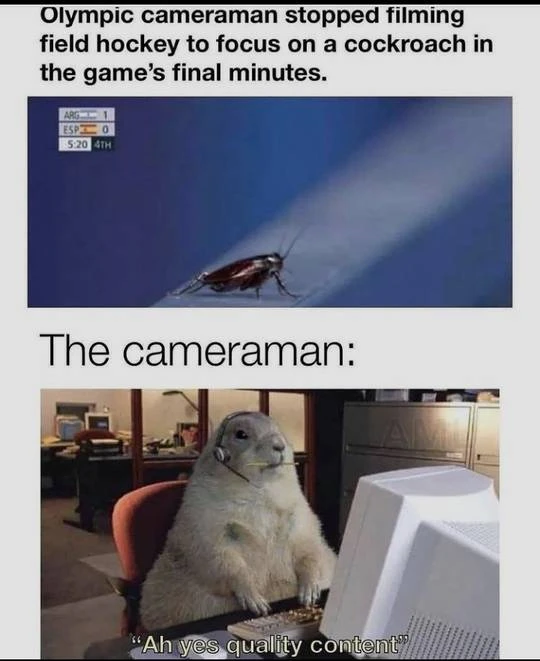 Olympic cameraman stopped filming
field hockey to focus on a cockroach in
the game's final minutes.
ARG 1
ESP 0
5:20 4TH
The cameraman:
"Ah yes quality content"